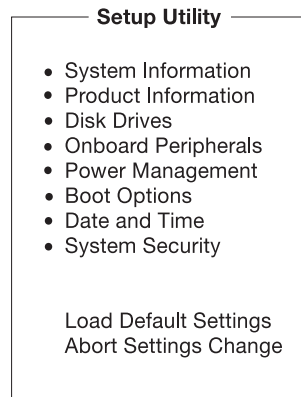 Setup Utility
• System Information
• Product Information
• Disk Drives
• Onboard Peripherals
• Power Management
• Boot Options
• Date and Time
• System Security
Load Default Settings
Abort Settings Change